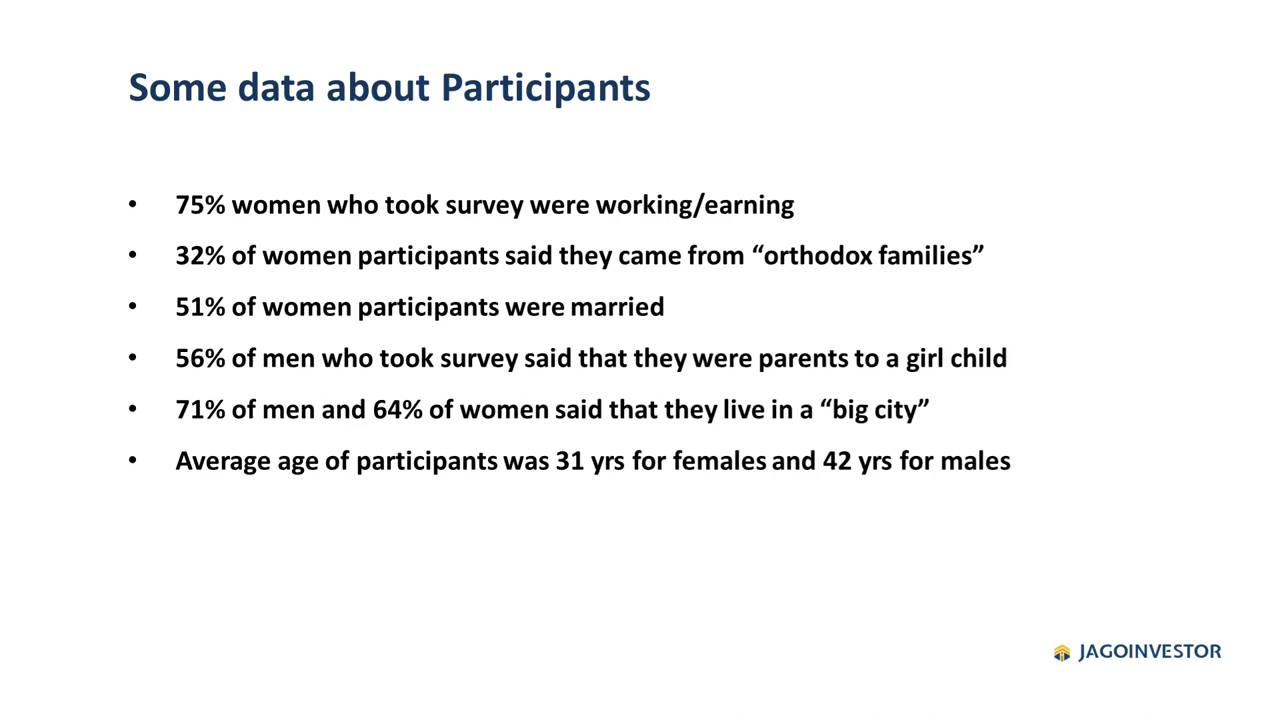 Some data about Participants
• 75% women who took survey were working/earning
• 32% of women participants said they came from “orthodox families”
• 51% of women participants were married
• 56% of men who took survey said that they were parents to a girl child
• 71% of men and 64% of women said that they live in a “big city”
• Average age of participants was 31 yrs for females and 42 yrs for males
JAGOINVESTOR